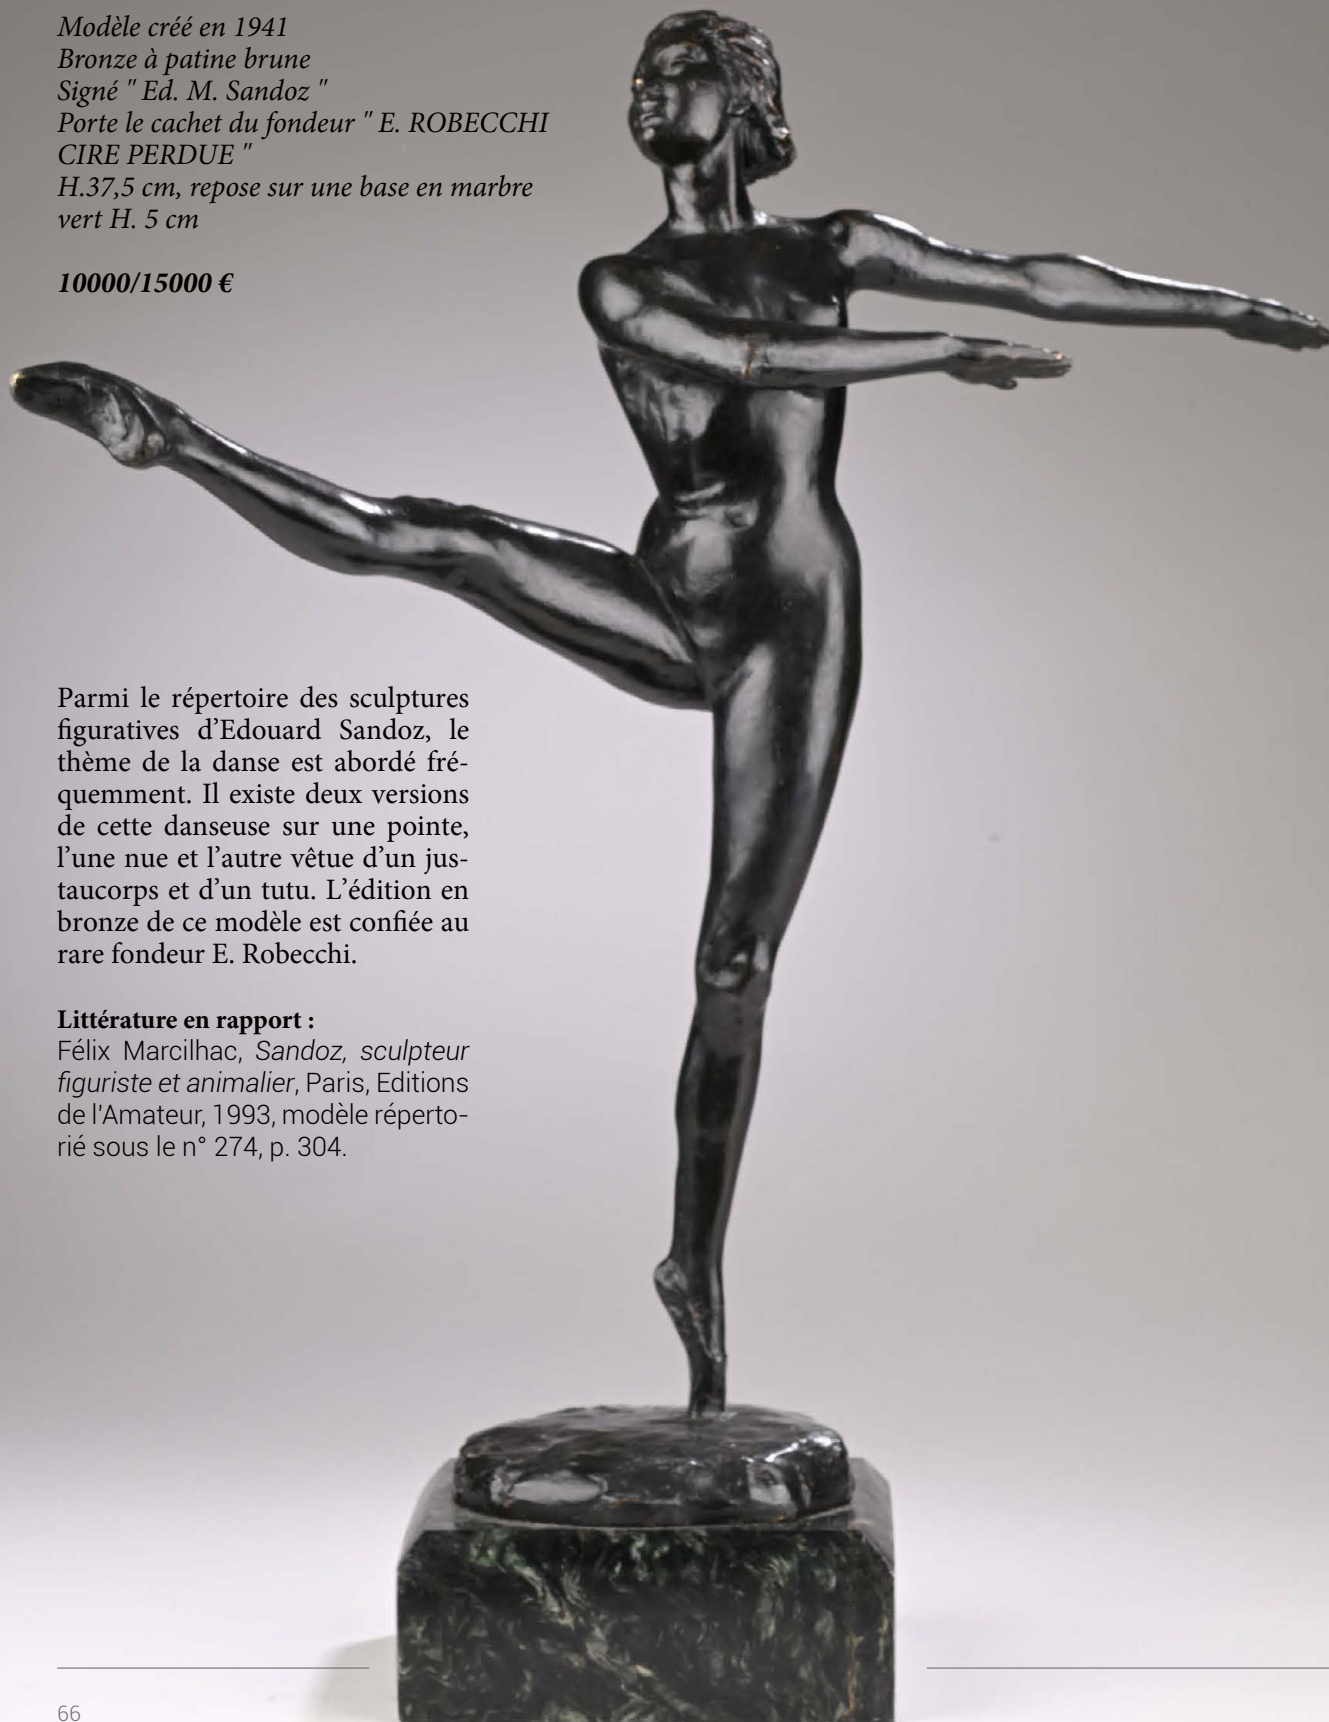 Modèle créé en 1941
Bronze à patine brune
Signé " Ed. M. Sandoz "
Porte le cachet du fondeur " E. ROBECCHI
CIRE PERDUE "
H.37,5 cm, repose sur une base en marbre
vert H. 5 cm
10000/15000 €
Parmi le répertoire des sculptures
figuratives d'Edouard Sandoz, le
thème de la danse est abordé fré-
quemment. Il existe deux versions
de cette danseuse sur une pointe,
l'une nue et l'autre vêtue d'un jus-
taucorps et d'un tutu. L'édition en
bronze de ce modèle est confiée au
rare fondeur E. Robecchi.
Littérature en rapport :
Félix Marcilhac, Sandoz, sculpteur
figuriste et animalier, Paris, Editions
de l'Amateur, 1993, modèle réperto-
rié sous le n° 274, p. 304.
66